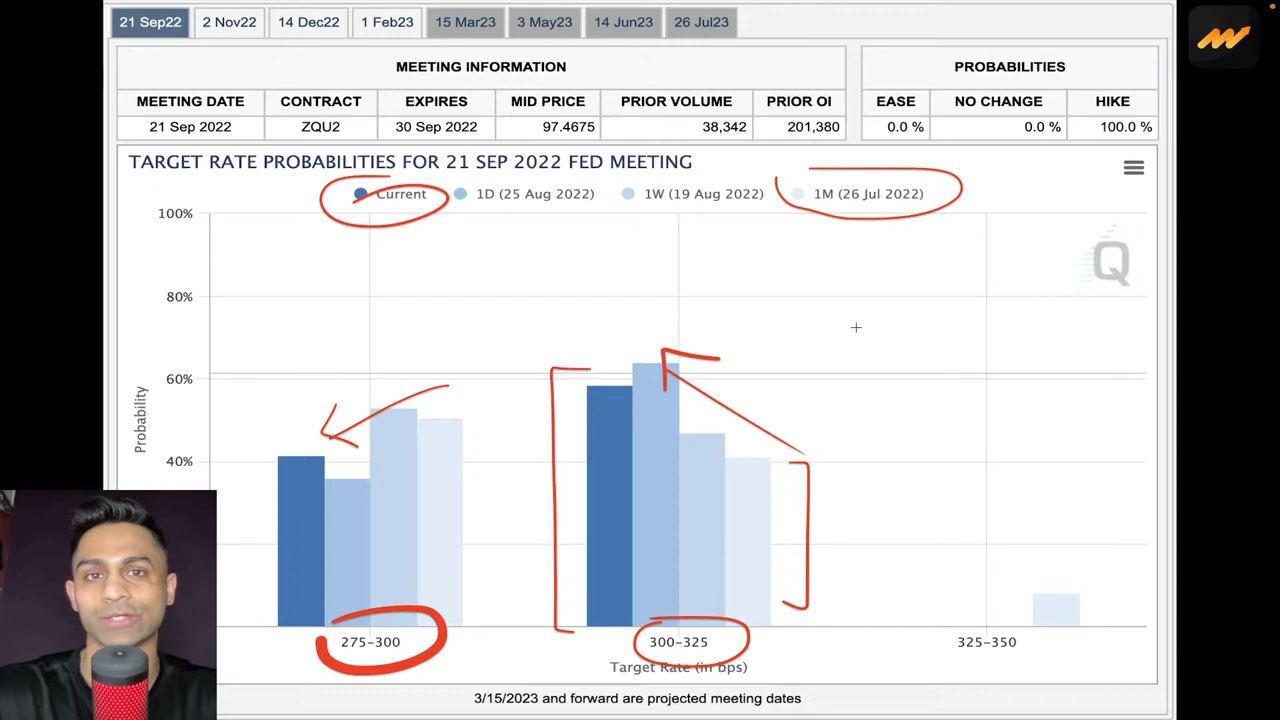 21 Sep22 2 Nov22 14 Dec22 1 Feb23 15 Mar23 3 May23 14 Jun23 26 Jul23
MEETING INFORMATION PROBABILITIES
MEETING DATE CONTRACT EXPIRES MID PRICE PRIOR VOLUME PRIOR OI EASE NO CHANGE HIKE
21 Sep 2022 ZQU2 30 Sep 2022 97.4675 38,342 201,380 0.0 % 0.0 % 100.0 %
TARGET RATE PROBABILITIES FOR 21 SEP 2022 FED MEETING
Current 1D (25 Aug 2022) 1W (19 Aug 2022) 1M (26 Jul 2022)
100%
Q
80%
60%
Probability
40%
275-300 300-325 325-350
Target Rate (in bps)
3/15/2023 and forward are projected meeting dates